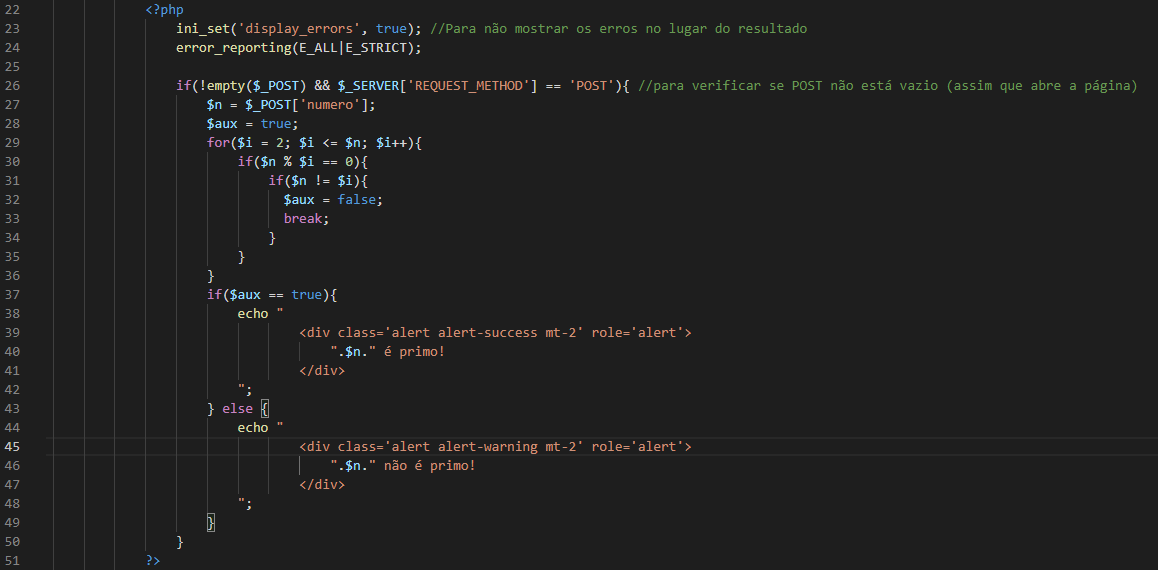 22 <?php
23 ini_set('display_errors', true); //Para não mostrar os erros no lugar do resultado
24 error_reporting(E_ALL|E_STRICT);
25
26 if(!empty($_POST) && $_SERVER['REQUEST_METHOD'] == 'POST'){ //para verificar se POST não está vazio (assim que abre a página)
27 $n = $_POST['numero'];
28 $aux = true;
29 for($i = 2; $i <= $n; $i++){
30 if($n % $i == 0){
31 if($n != $i){
32 $aux = false;
33 break;
34 }
35 }
36 }
37 if($aux == true){
38 echo "
39 <div class='alert alert-success mt-2' role='alert'>
40 ".$n." é primo!
41 </div>
42 ";
43 } else {
44 echo "
45 <div class='alert alert-warning mt-2' role='alert'>
46 ".$n." não é primo!
47 </div>
48 ";
49 }
50 }
51 ?>